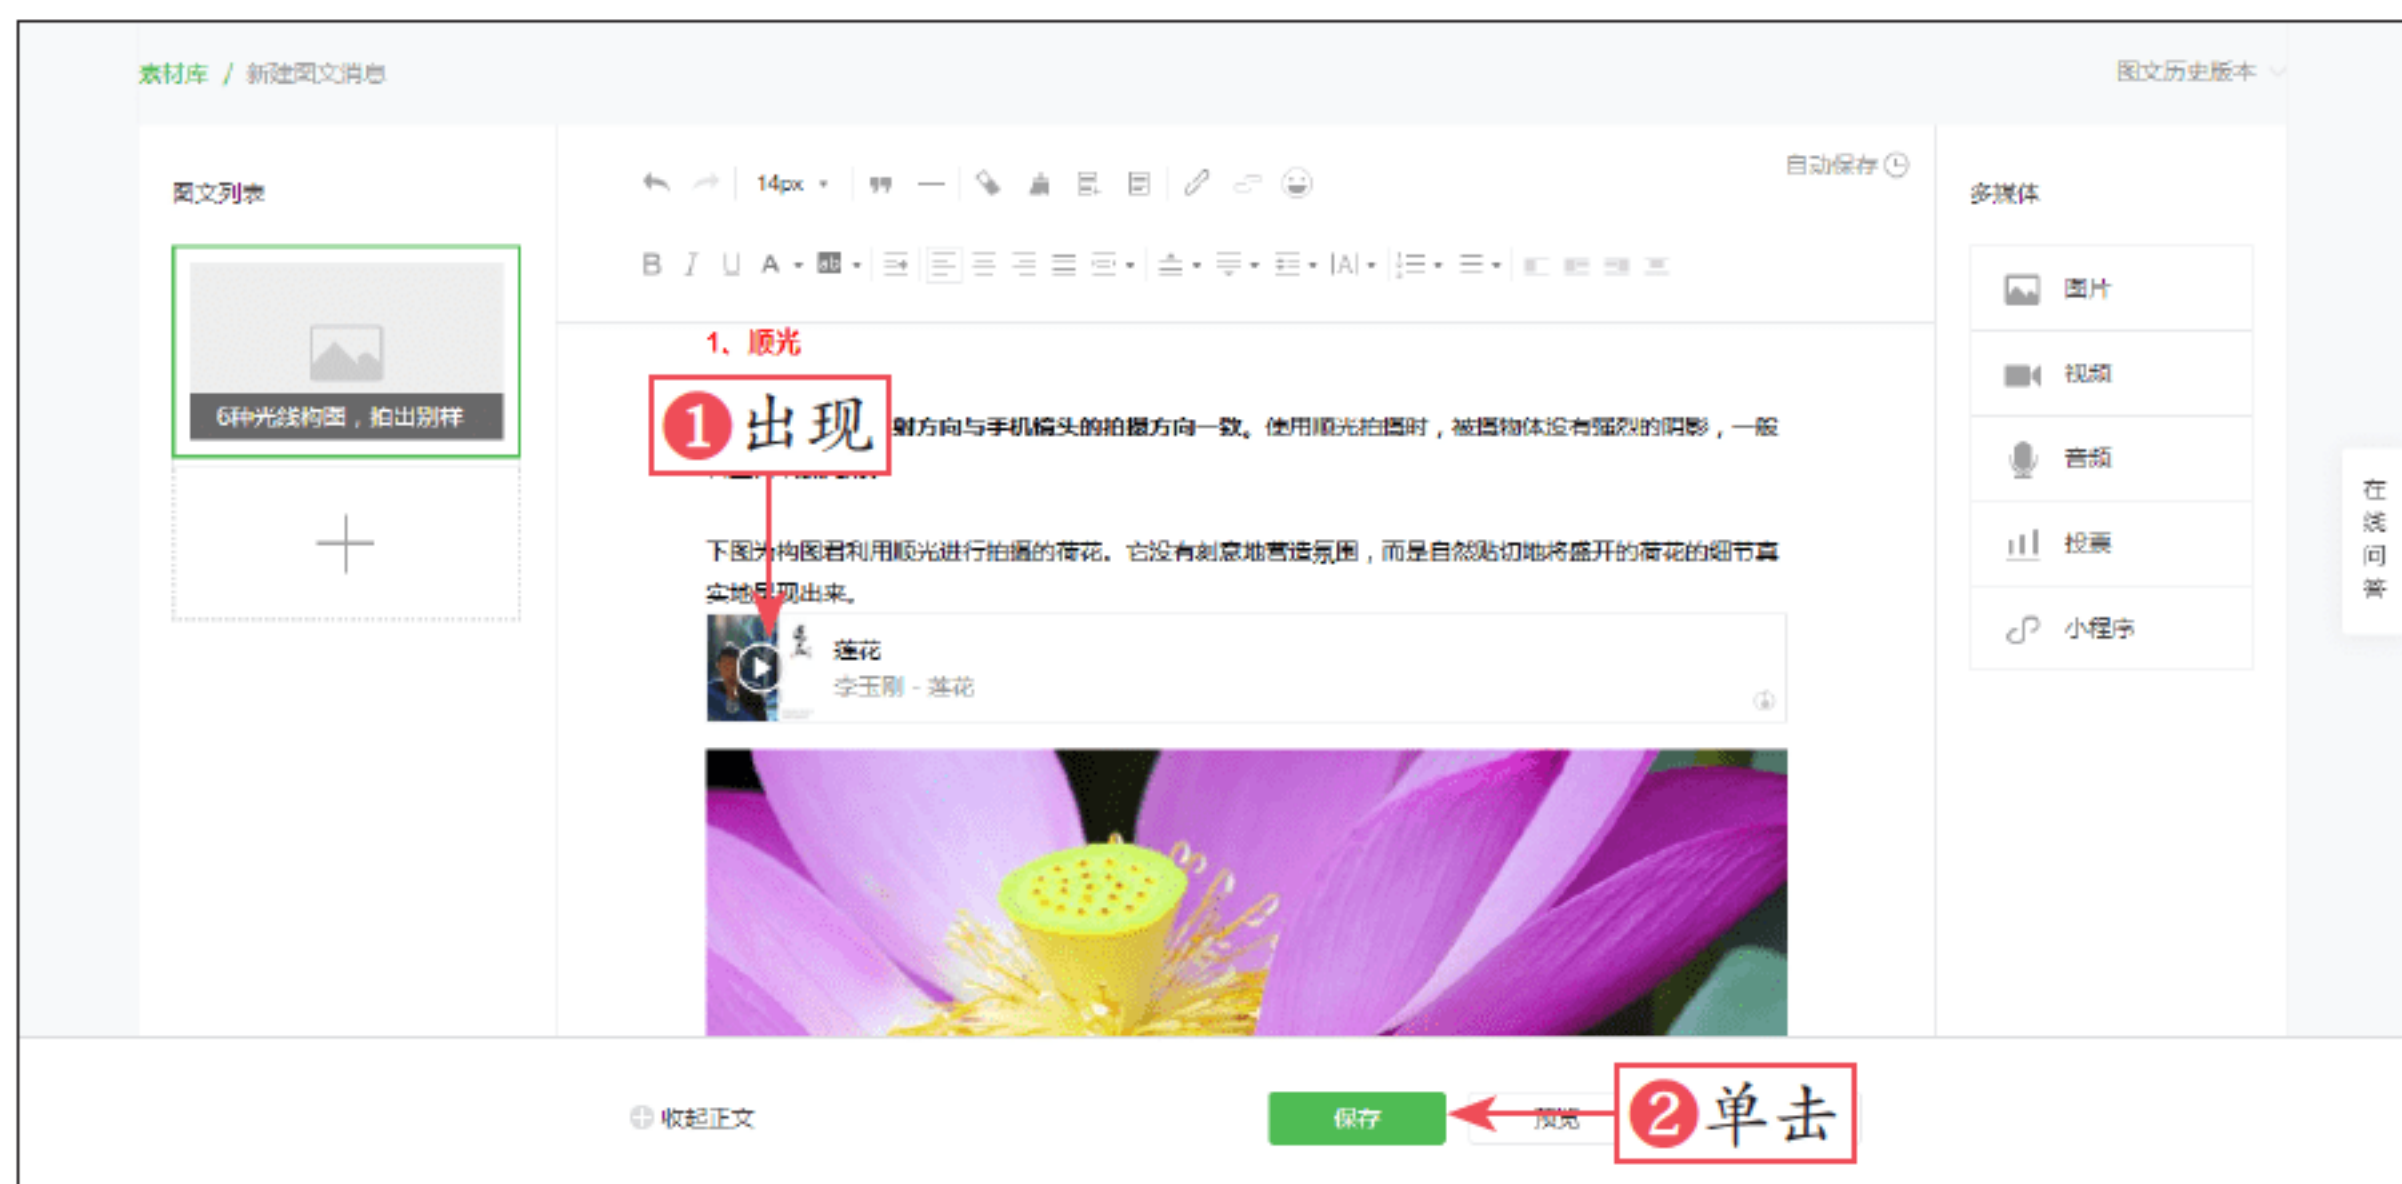 素材库 / 新建图文消息
图文历史版本
图文列表
6种光线构图，拍出别样
14px
自动保存
B I U A ab
|A|
1、顺光
❶出现
射方向与手机镜头的拍摄方向一致。使用顺光拍摄时，被摄物体没有强烈的阴影，一般
下图为构图君利用顺光进行拍摄的荷花。它没有刻意地营造氛围，而是自然贴切地将盛开的荷花的细节真
实地呈现出来。
莲花
李玉刚 - 莲花
多媒体
图片
视频
音频
投票
小程序
在线问答
收起正文
保存
预览
❷单击